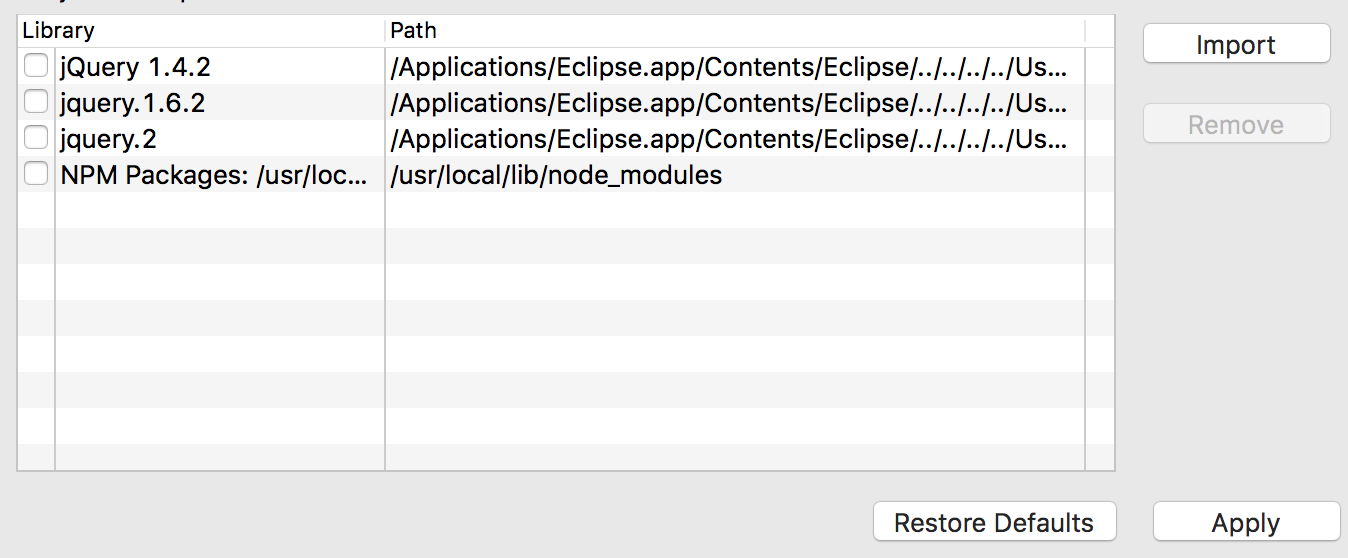 Library Path
Import
jQuery 1.4.2 /Applications/Eclipse.app/Contents/Eclipse/../../../../Us...
jquery.1.6.2 /Applications/Eclipse.app/Contents/Eclipse/../../../../Us...
Remove
jquery.2 /Applications/Eclipse.app/Contents/Eclipse/../../../../Us...
NPM Packages: /usr/loc... /usr/local/lib/node_modules
Restore Defaults Apply